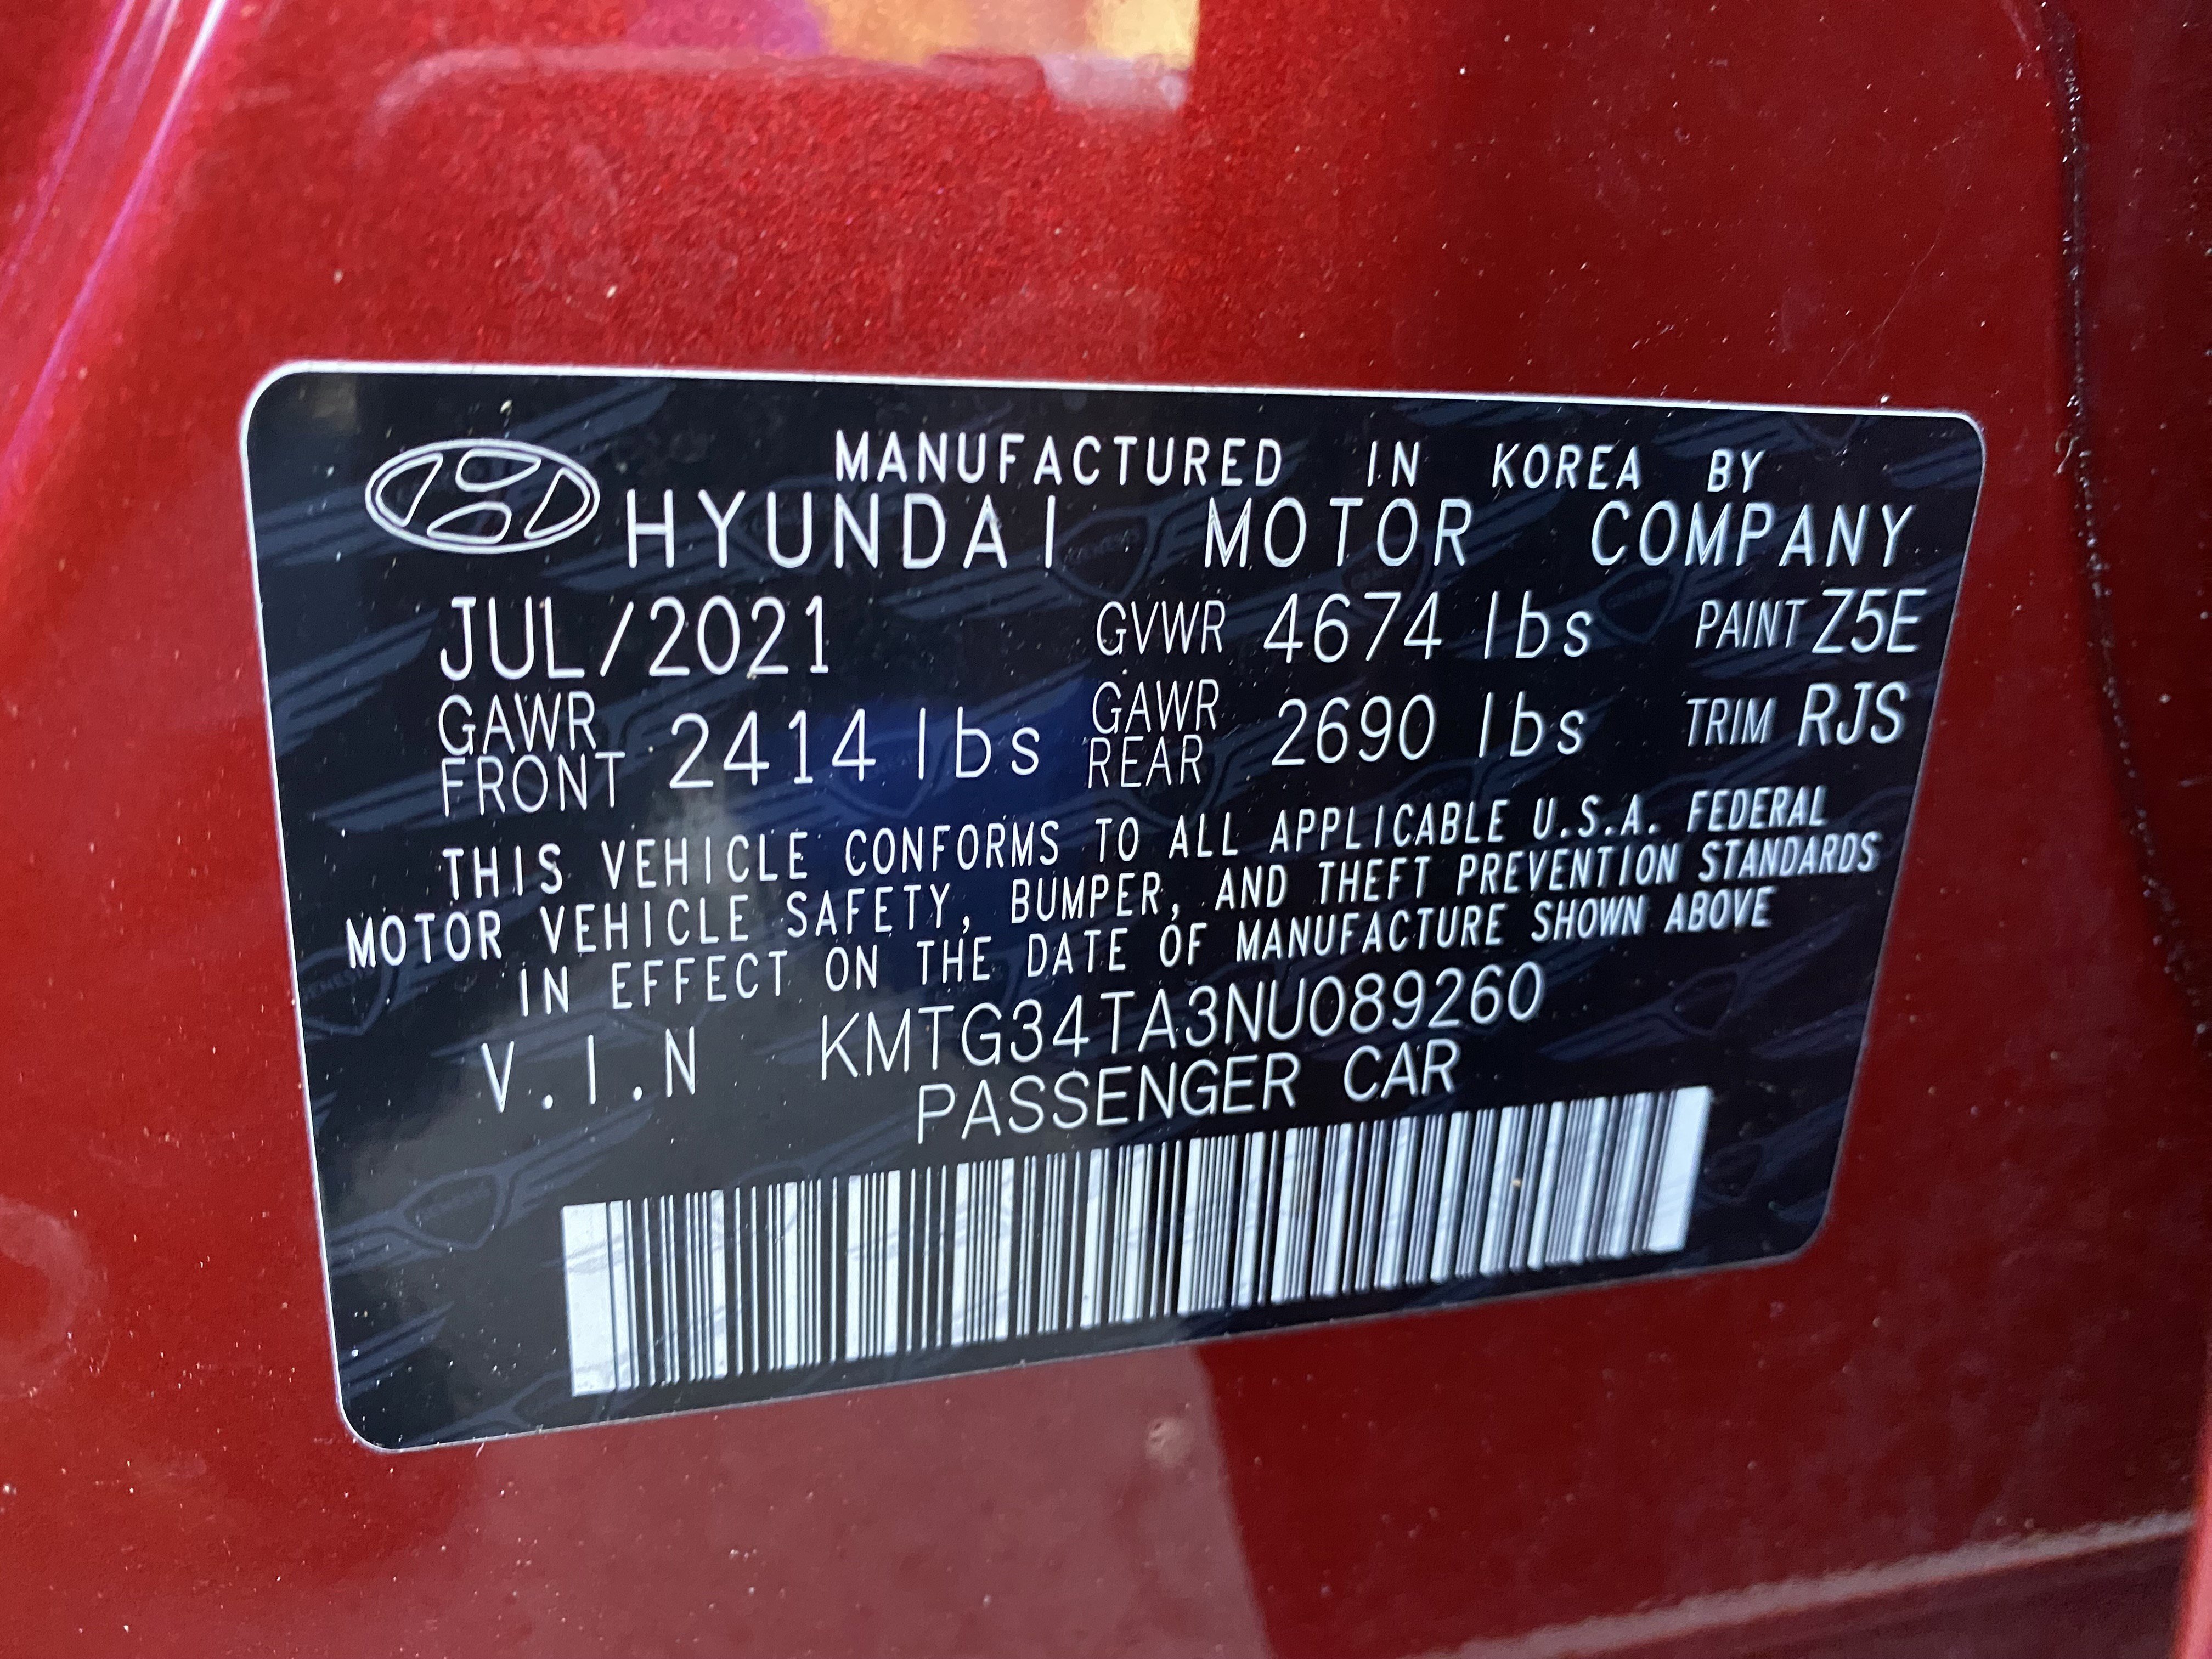 MANUFACTURED IN KOREA BY
HYUNDAI MOTOR COMPANY
JUL/2021 GVWR 4674 lbs PAINT Z5E
GAWR FRONT 2414 lbs GAWR REAR 2690 lbs TRIM RJS
THIS VEHICLE CONFORMS TO ALL APPLICABLE U.S.A. FEDERAL
MOTOR VEHICLE SAFETY, BUMPER, AND THEFT PREVENTION STANDARDS
IN EFFECT ON THE DATE OF MANUFACTURE SHOWN ABOVE
V.I.N KMTG34TA3NU089260
PASSENGER CAR